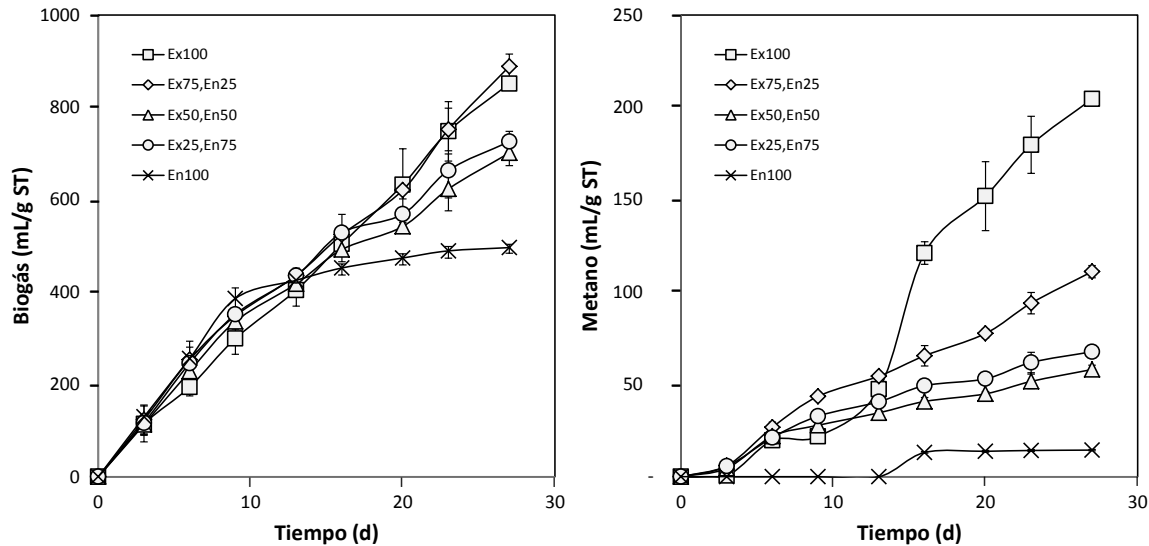 1000
800
600
400
200
0
0
10
20
30
Biogás (mL/g ST)
Tiempo (d)
Ex100
Ex75,En25
Ex50,En50
Ex25,En75
En100
250
200
150
100
50
-
0
10
20
30
Metano (mL/g ST)
Tiempo (d)
Ex100
Ex75,En25
Ex50,En50
Ex25,En75
En100